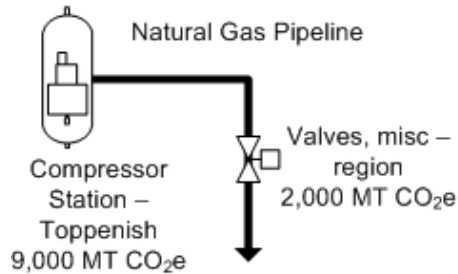 Natural Gas Pipeline
Compressor
Station –
Toppenish
9,000 MT CO₂e
Valves, misc –
region
2,000 MT CO₂e